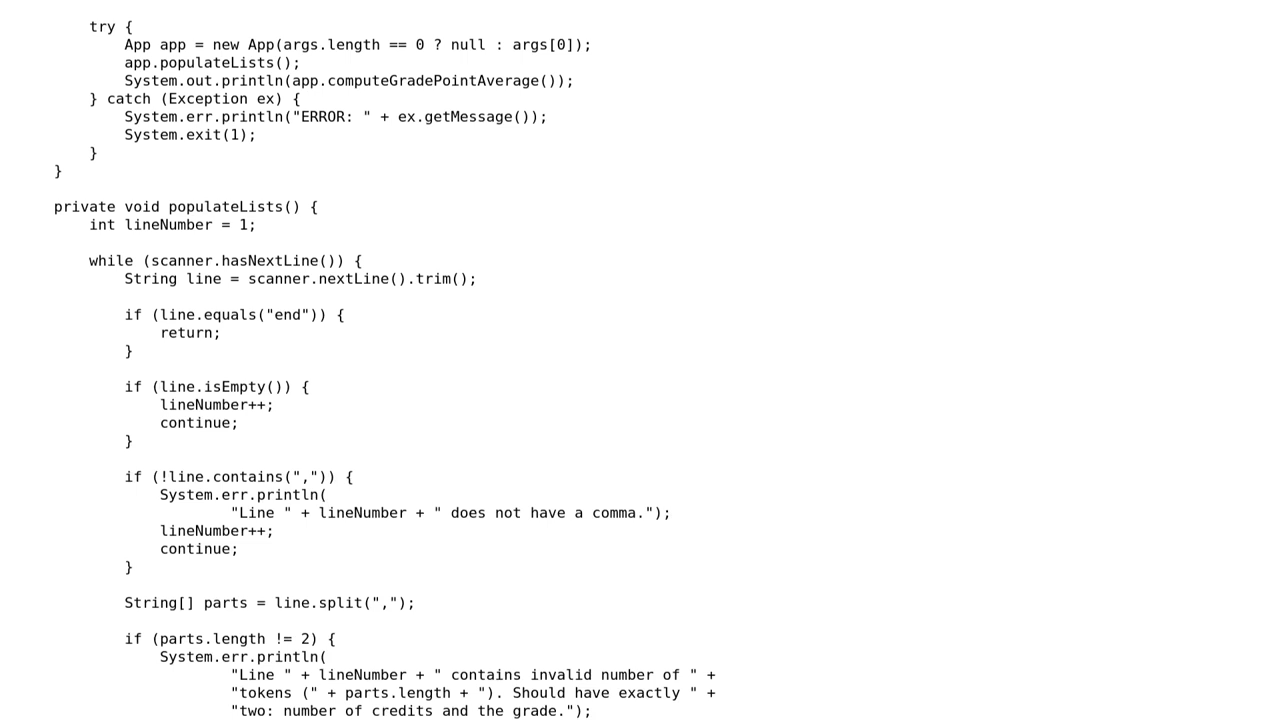 try {
App app = new App(args.length == 0 ? null : args[0]);
app.populateLists();
System.out.println(app.computeGradePointAverage());
} catch (Exception ex) {
System.err.println("ERROR: " + ex.getMessage());
System.exit(1);
}
}
private void populateLists() {
int lineNumber = 1;
while (scanner.hasNextLine()) {
String line = scanner.nextLine().trim();
if (line.equals("end")) {
return;
}
if (line.isEmpty()) {
lineNumber++;
continue;
}
if (!line.contains(",")) {
System.err.println(
"Line " + lineNumber + " does not have a comma.");
lineNumber++;
continue;
}
String[] parts = line.split(",");
if (parts.length != 2) {
System.err.println(
"Line " + lineNumber + " contains invalid number of " +
"tokens (" + parts.length + "). Should have exactly " +
"two: number of credits and the grade.");